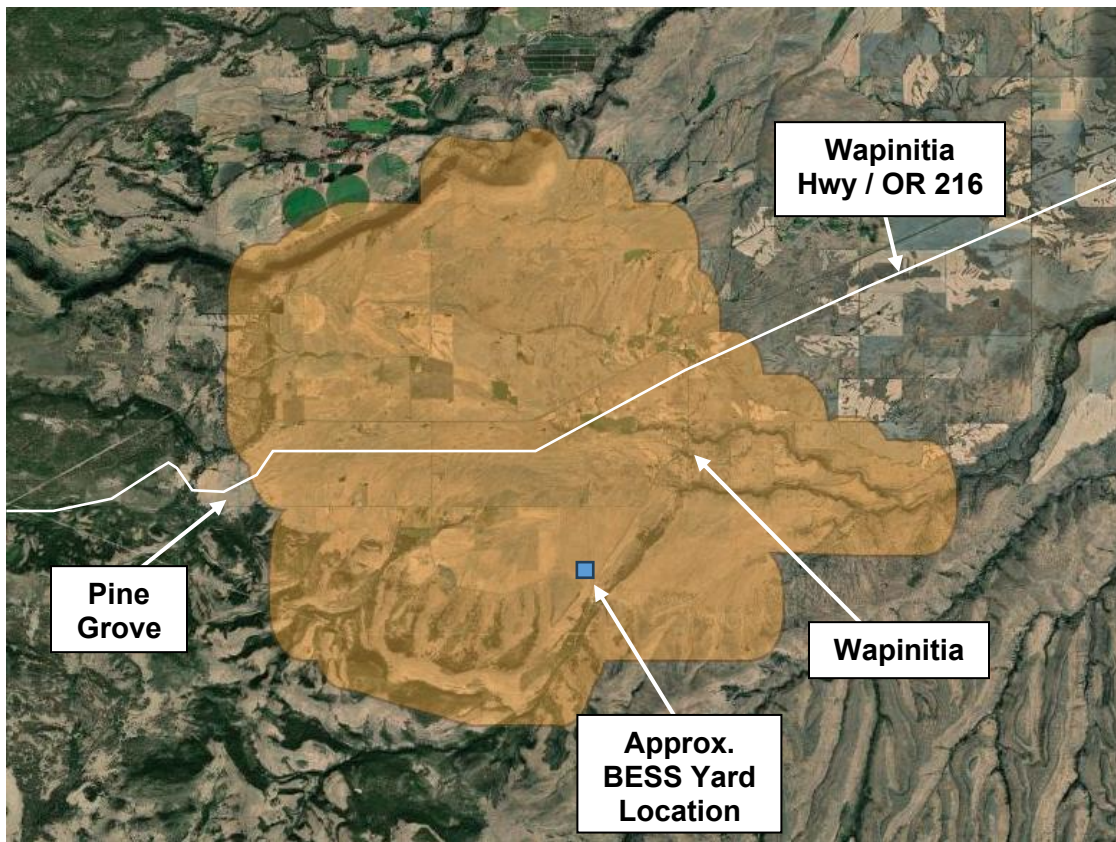 Wapinitia
Hwy / OR 216
Pine
Grove
Wapinitia
Approx.
BESS Yard
Location